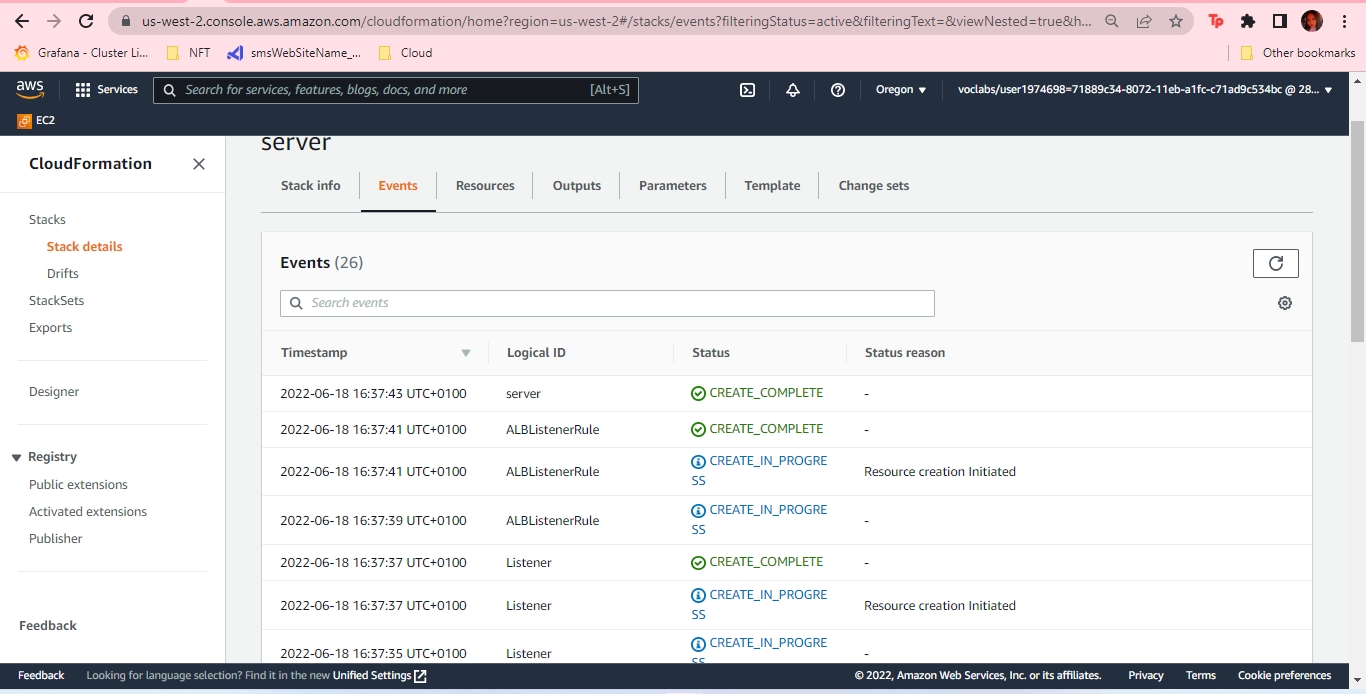 us-west-2.console.aws.amazon.com/cloudformation/home?region=us-west-2#/stacks/events?filteringStatus=active&filteringText=&viewNested=true&h...
Tp
Grafana - Cluster Li... NFT smsWebSiteName_... Cloud Other bookmarks
aws Services Search for services, features, blogs, docs, and more [Alt+S] Oregon voclabs/user1974698=71889c34-8072-11eb-a1fc-c71ad9c534bc @ 28...
EC2
server
CloudFormation
Stack info Events Resources Outputs Parameters Template Change sets
Stacks
Stack details
Drifts
StackSets
Exports
Designer
Registry
Public extensions
Activated extensions
Publisher
Feedback
Events (26)
Search events
Timestamp Logical ID Status Status reason
2022-06-18 16:37:43 UTC+0100 server CREATE_COMPLETE -
2022-06-18 16:37:41 UTC+0100 ALBListenerRule CREATE_COMPLETE -
2022-06-18 16:37:41 UTC+0100 ALBListenerRule CREATE_IN_PROGRE Resource creation Initiated
SS
2022-06-18 16:37:39 UTC+0100 ALBListenerRule CREATE_IN_PROGRE -
SS
2022-06-18 16:37:37 UTC+0100 Listener CREATE_COMPLETE -
2022-06-18 16:37:37 UTC+0100 Listener CREATE_IN_PROGRE Resource creation Initiated
SS
2022-06-18 16:37:35 UTC+0100 Listener CREATE_IN_PROGRE -
SS
Feedback Looking for language selection? Find it in the new Unified Settings © 2022, Amazon Web Services, Inc. or its affiliates. Privacy Terms Cookie preferences